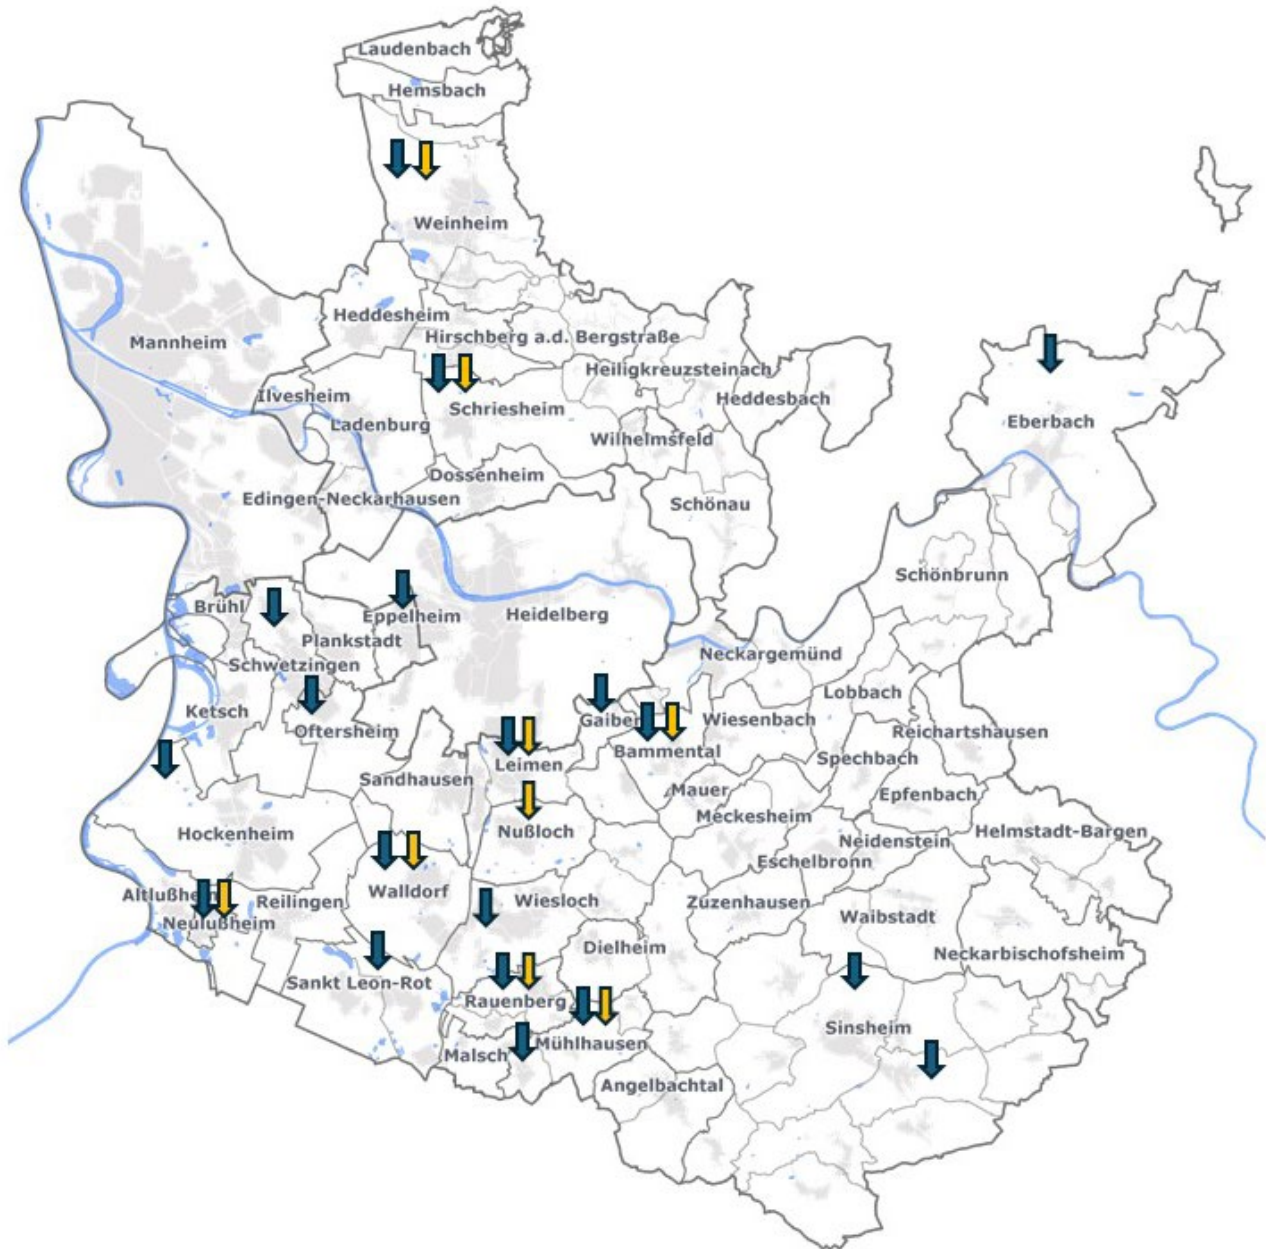 Laudenbach
Hemsbach
Weinheim
Heddesheim
Hirschberg a.d. Bergstraße
Mannheim
Heiligkreuzsteinach
Ilvesheim
Heddesbach
Schriesheim
Ladenburg
Eberbach
Wilhelmsfeld
Dossenheim
Edingen-Neckarhausen
Schönau
Schönbrunn
Brühl
Eppelheim
Heidelberg
Plankstadt
Neckargemünd
Schwetzingen
Lobbach
Ketsch
Gaiber
Wiesenbach
Oftersheim
Reichartshausen
Bammental
Spechbach
Leimen
Sandhausen
Mauer
Epfenbach
Meckesheim
Hockenheim
Nußloch
Helmstadt-Bargen
Neidenstein
Eschelbronn
Altlußhe
Walldorf
Reilingen
Wiesloch
Zuzenhausen
Waibstadt
Neulußheim
Dielheim
Neckarbischofsheim
Sankt Leon-Rot
Rauenberg
Sinsheim
Mühlhausen
Malsch
Angelbachtal